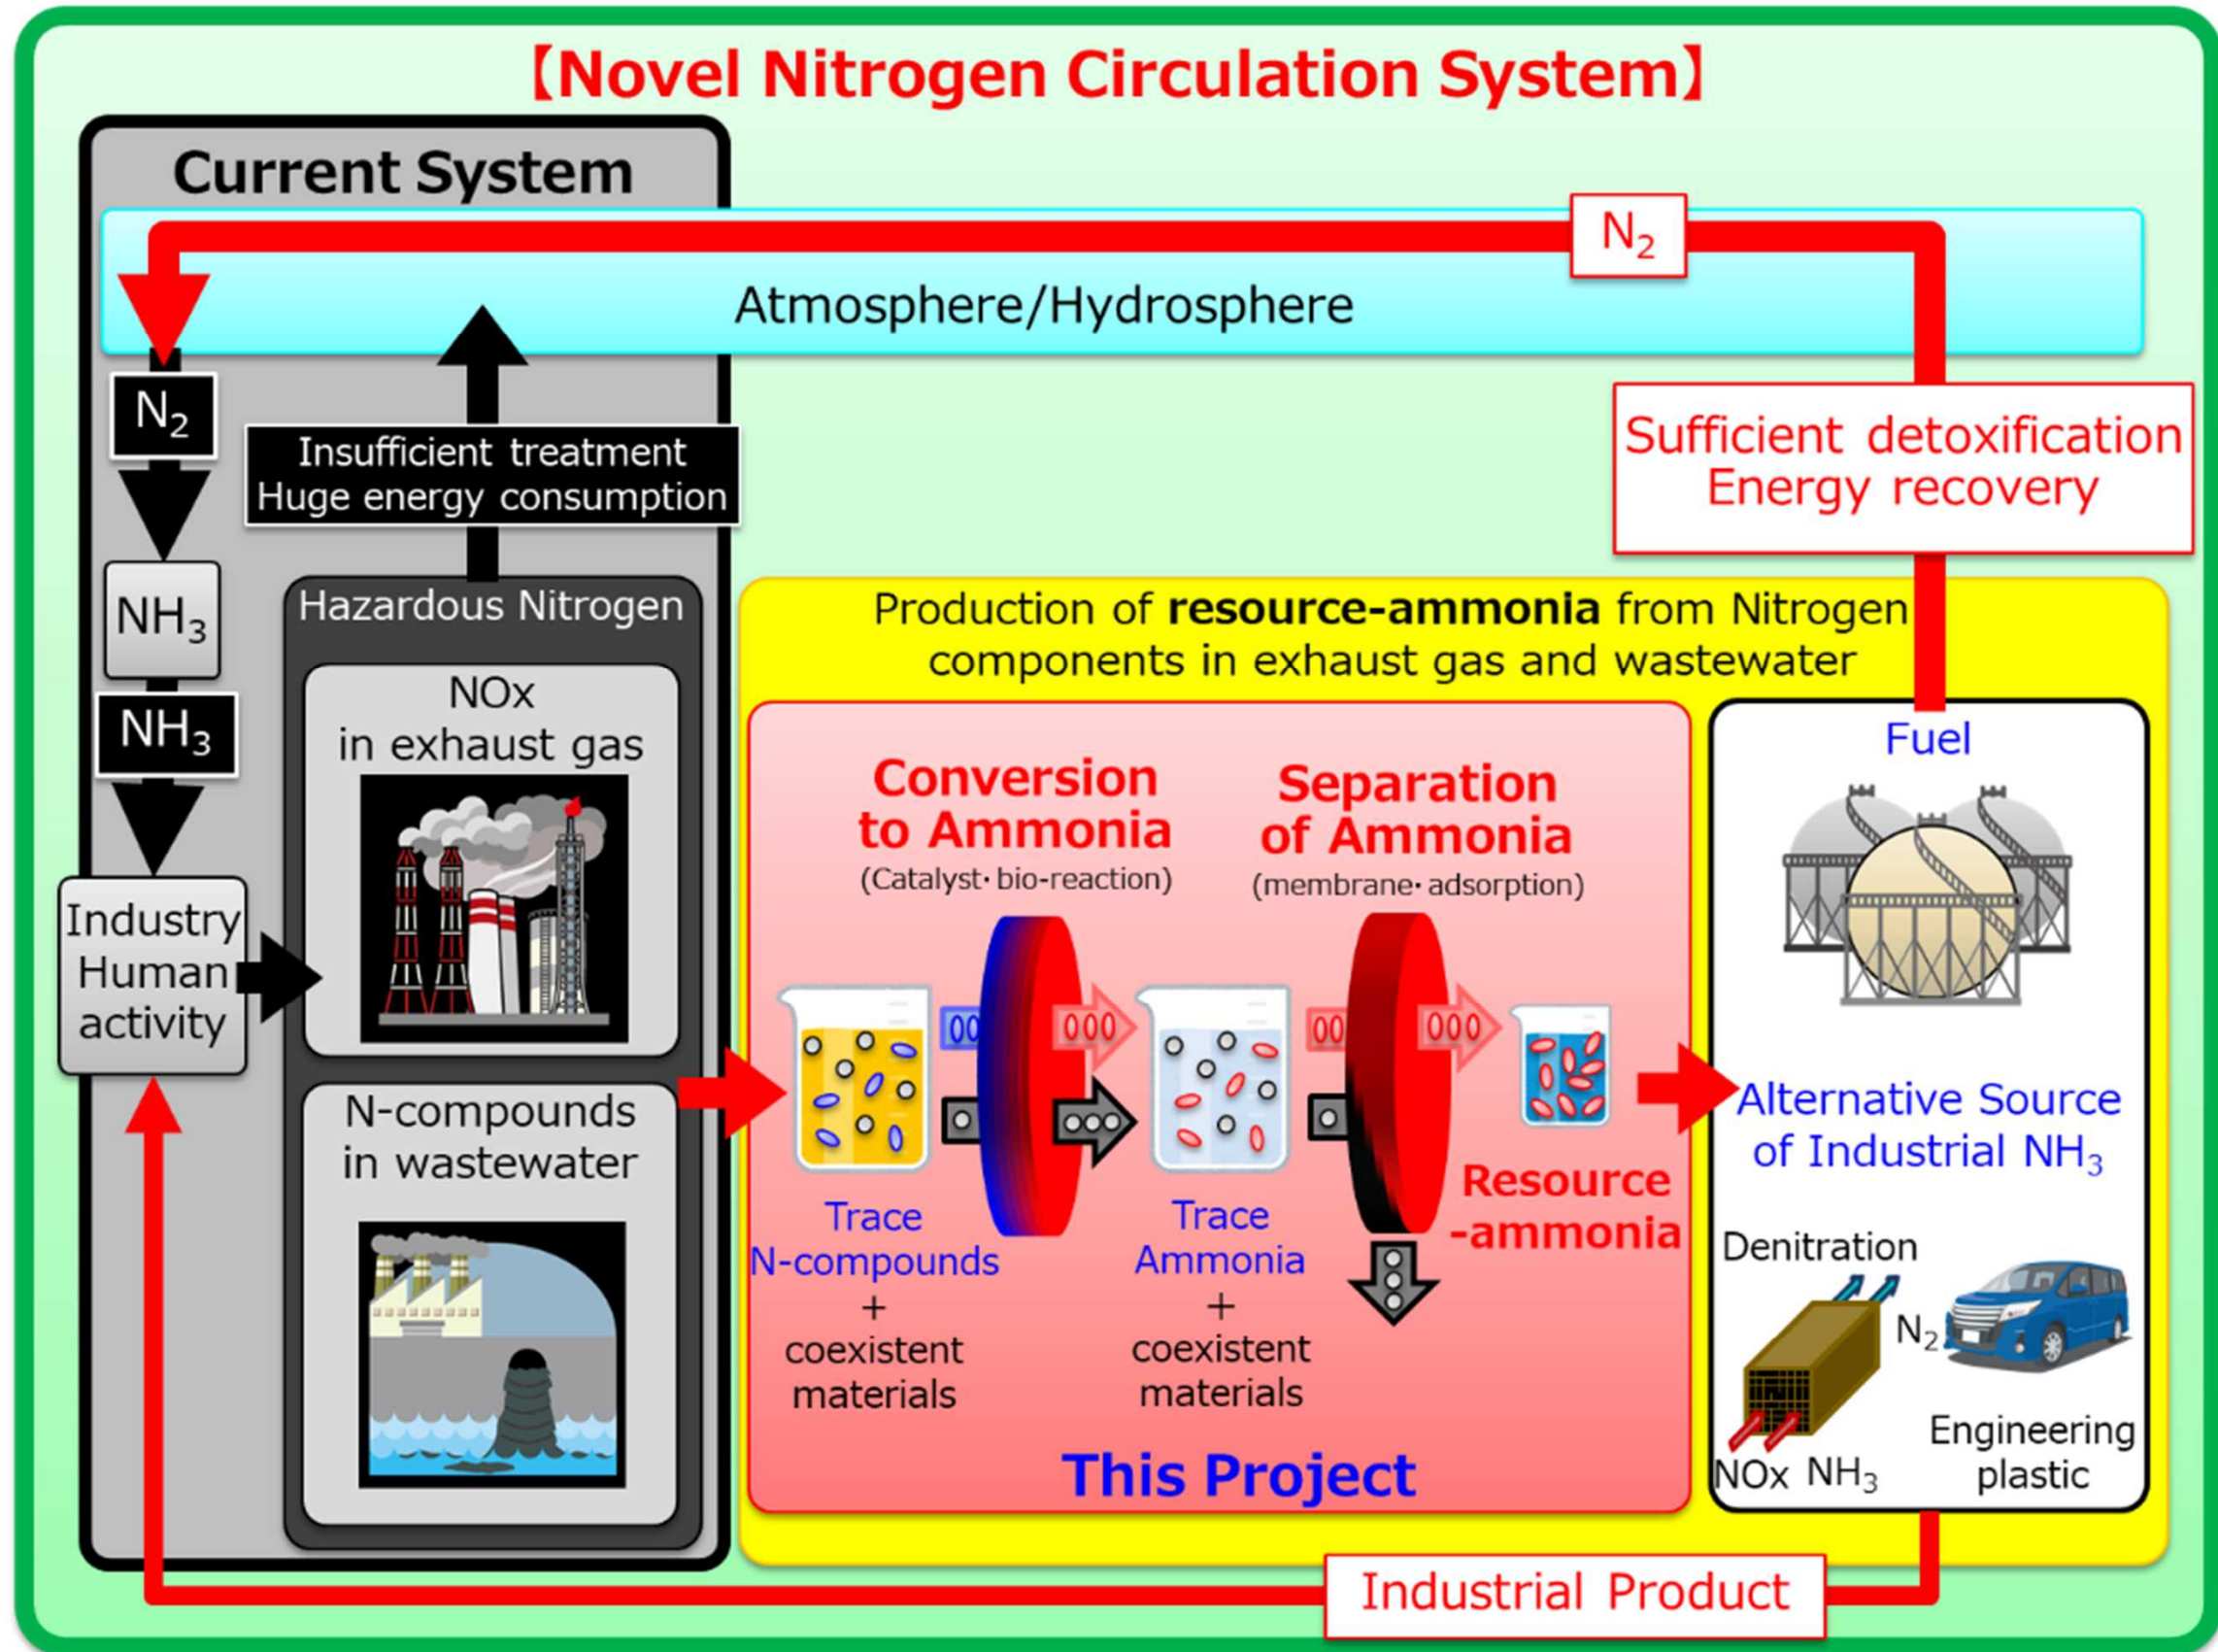 【Novel Nitrogen Circulation System】
Current System
N₂
Atmosphere/Hydrosphere
N₂
Insufficient treatment
Huge energy consumption
Sufficient detoxification
Energy recovery
NH₃
NH₃
Industry
Human
activity
Hazardous Nitrogen
NOx
in exhaust gas
N-compounds
in wastewater
Production of resource-ammonia from Nitrogen
components in exhaust gas and wastewater
Conversion
to Ammonia
(Catalyst・bio-reaction)
Separation
of Ammonia
(membrane・adsorption)
Trace
N-compounds
+
coexistent
materials
Trace
Ammonia
+
coexistent
materials
Resource
-ammonia
This Project
Fuel
Alternative Source
of Industrial NH₃
Denitration
N₂
NOx NH₃
Engineering
plastic
Industrial Product